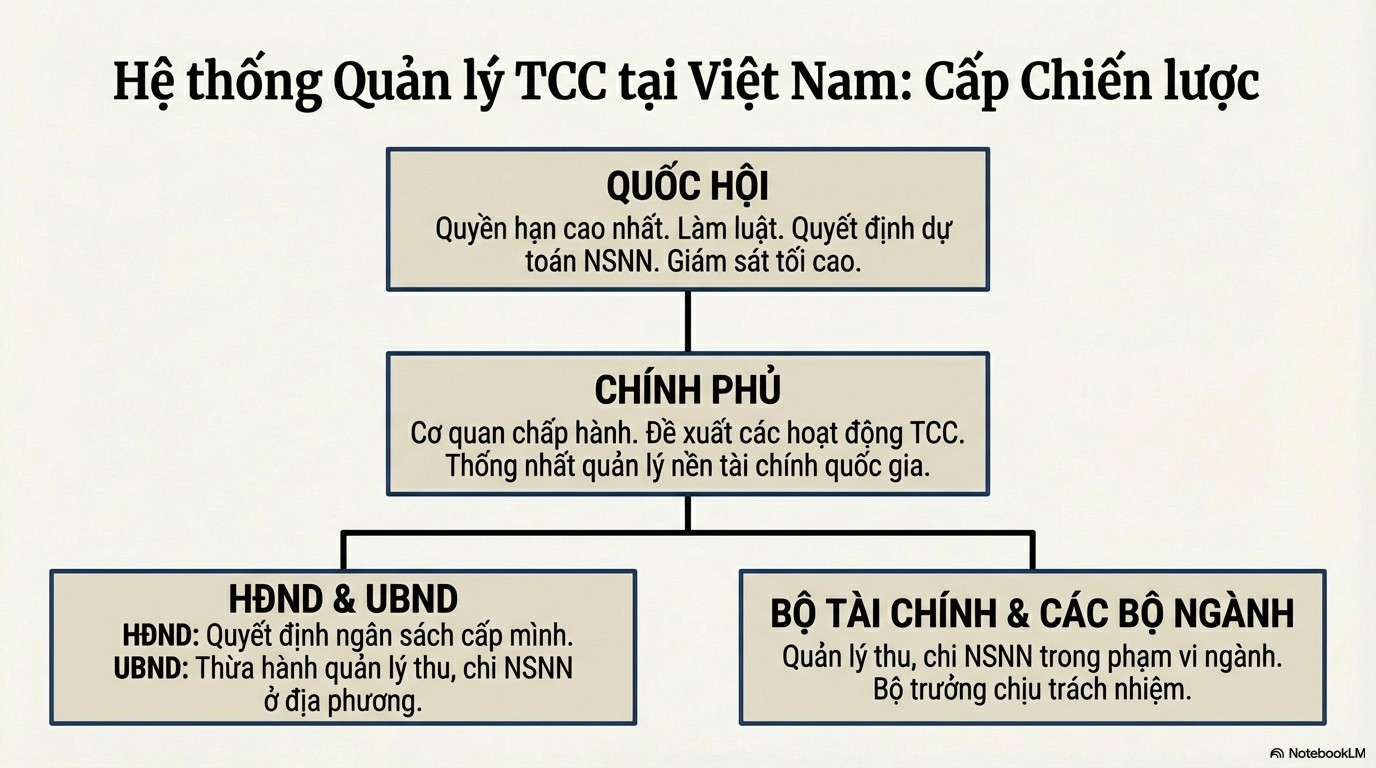 Hệ thống Quản lý TCC tại Việt Nam: Cấp Chiến lược
QUỐC HỘI
Quyền hạn cao nhất. Làm luật. Quyết định dự
toán NSNN. Giám sát tối cao.
CHÍNH PHỦ
Cơ quan chấp hành. Đề xuất các hoạt động TCC.
Thống nhất quản lý nền tài chính quốc gia.
HĐND & UBND
HĐND: Quyết định ngân sách cấp mình.
UBND: Thừa hành quản lý thu, chi NSNN
ở địa phương.
BỘ TÀI CHÍNH & CÁC BỘ NGÀNH
Quản lý thu, chi NSNN trong phạm vi ngành.
Bộ trưởng chịu trách nhiệm.
NotebookLM